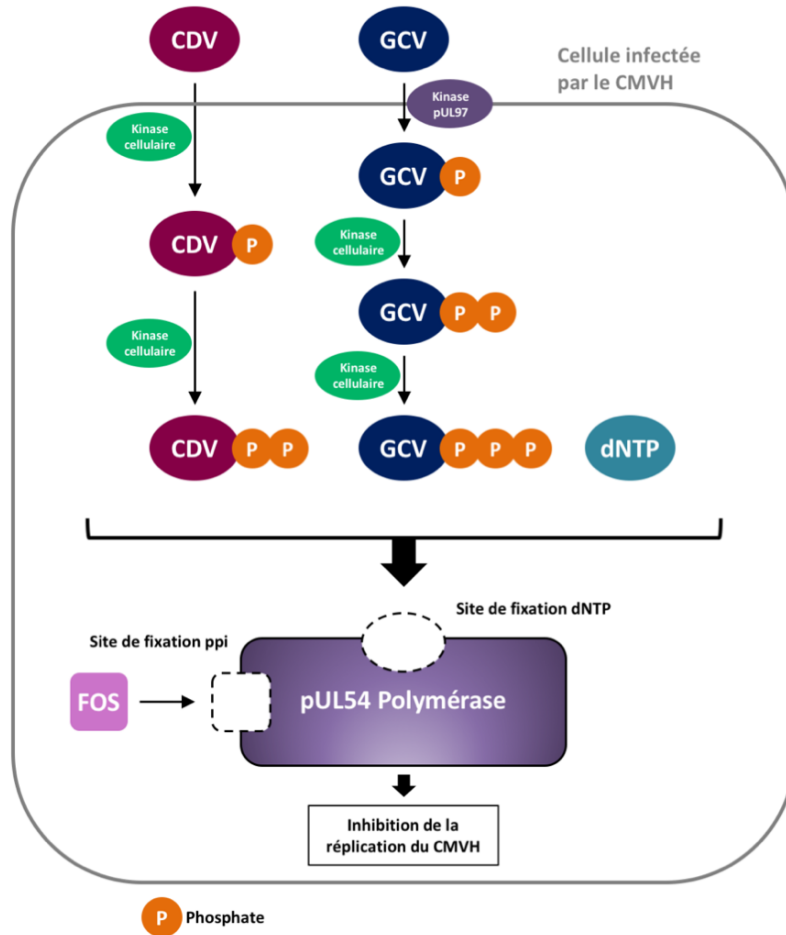 CDV
GCV
Cellule infectée
par le CMVH
Kinase
cellulaire
Kinase
pUL97
GCV
P
CDV
P
Kinase
cellulaire
GCV
P
P
Kinase
cellulaire
Kinase
cellulaire
CDV
P
P
GCV
P
P
P
dNTP
Site de fixation dNTP
Site de fixation ppi
FOS
pUL54 Polymérase
Inhibition de la
réplication du CMVH
P
Phosphate